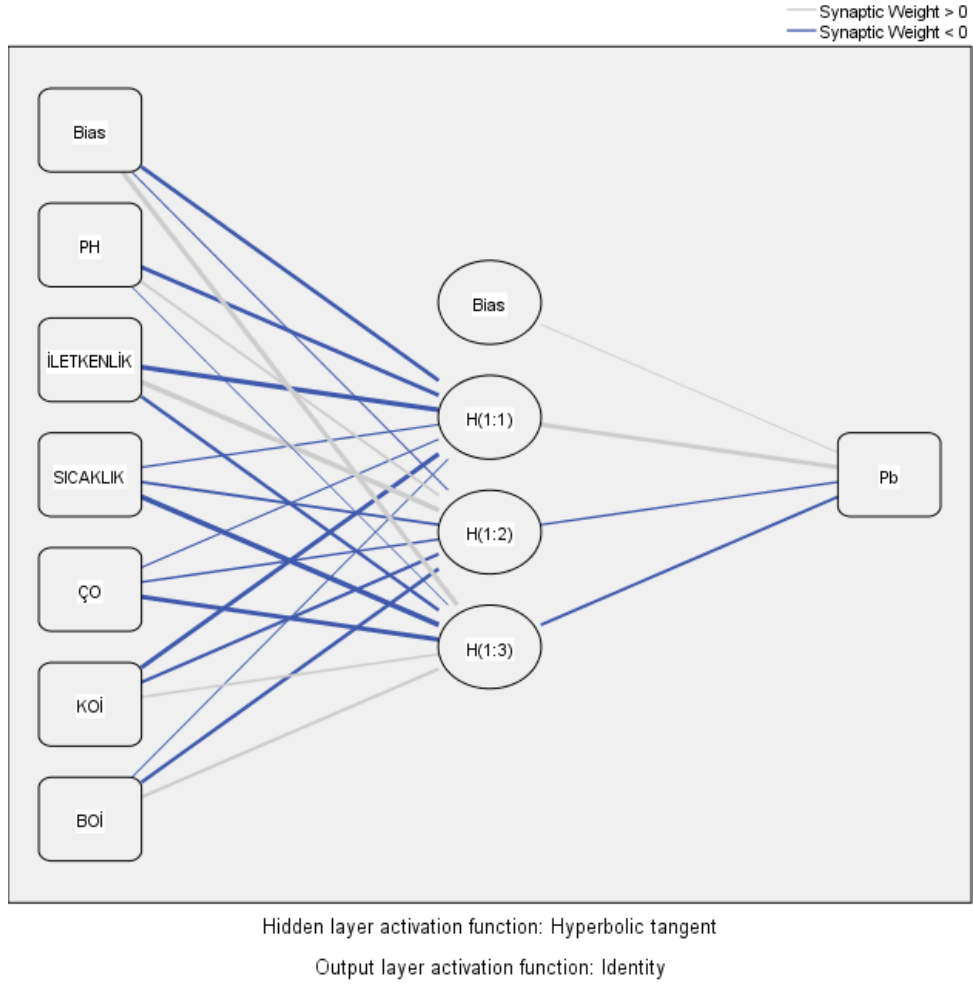 Synaptic Weight > 0
Synaptic Weight < 0
Bias
PH
İLETKENLİK
SICAKLIK
ÇO
KOİ
BOİ
Bias
H(1:1)
H(1:2)
H(1:3)
Pb
Hidden layer activation function: Hyperbolic tangent
Output layer activation function: Identity